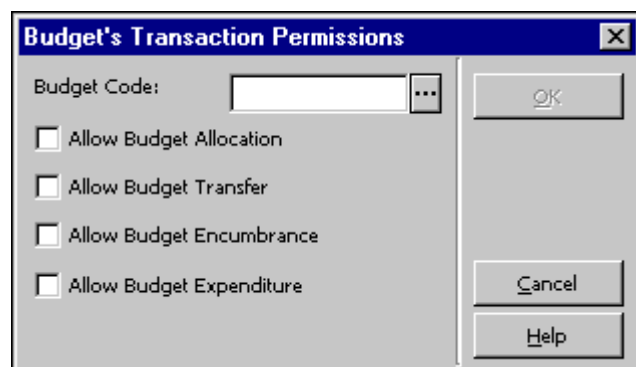 Budget's Transaction Permissions
Budget Code:
...
OK
Allow Budget Allocation
Allow Budget Transfer
Allow Budget Encumbrance
Allow Budget Expenditure
Cancel
Help